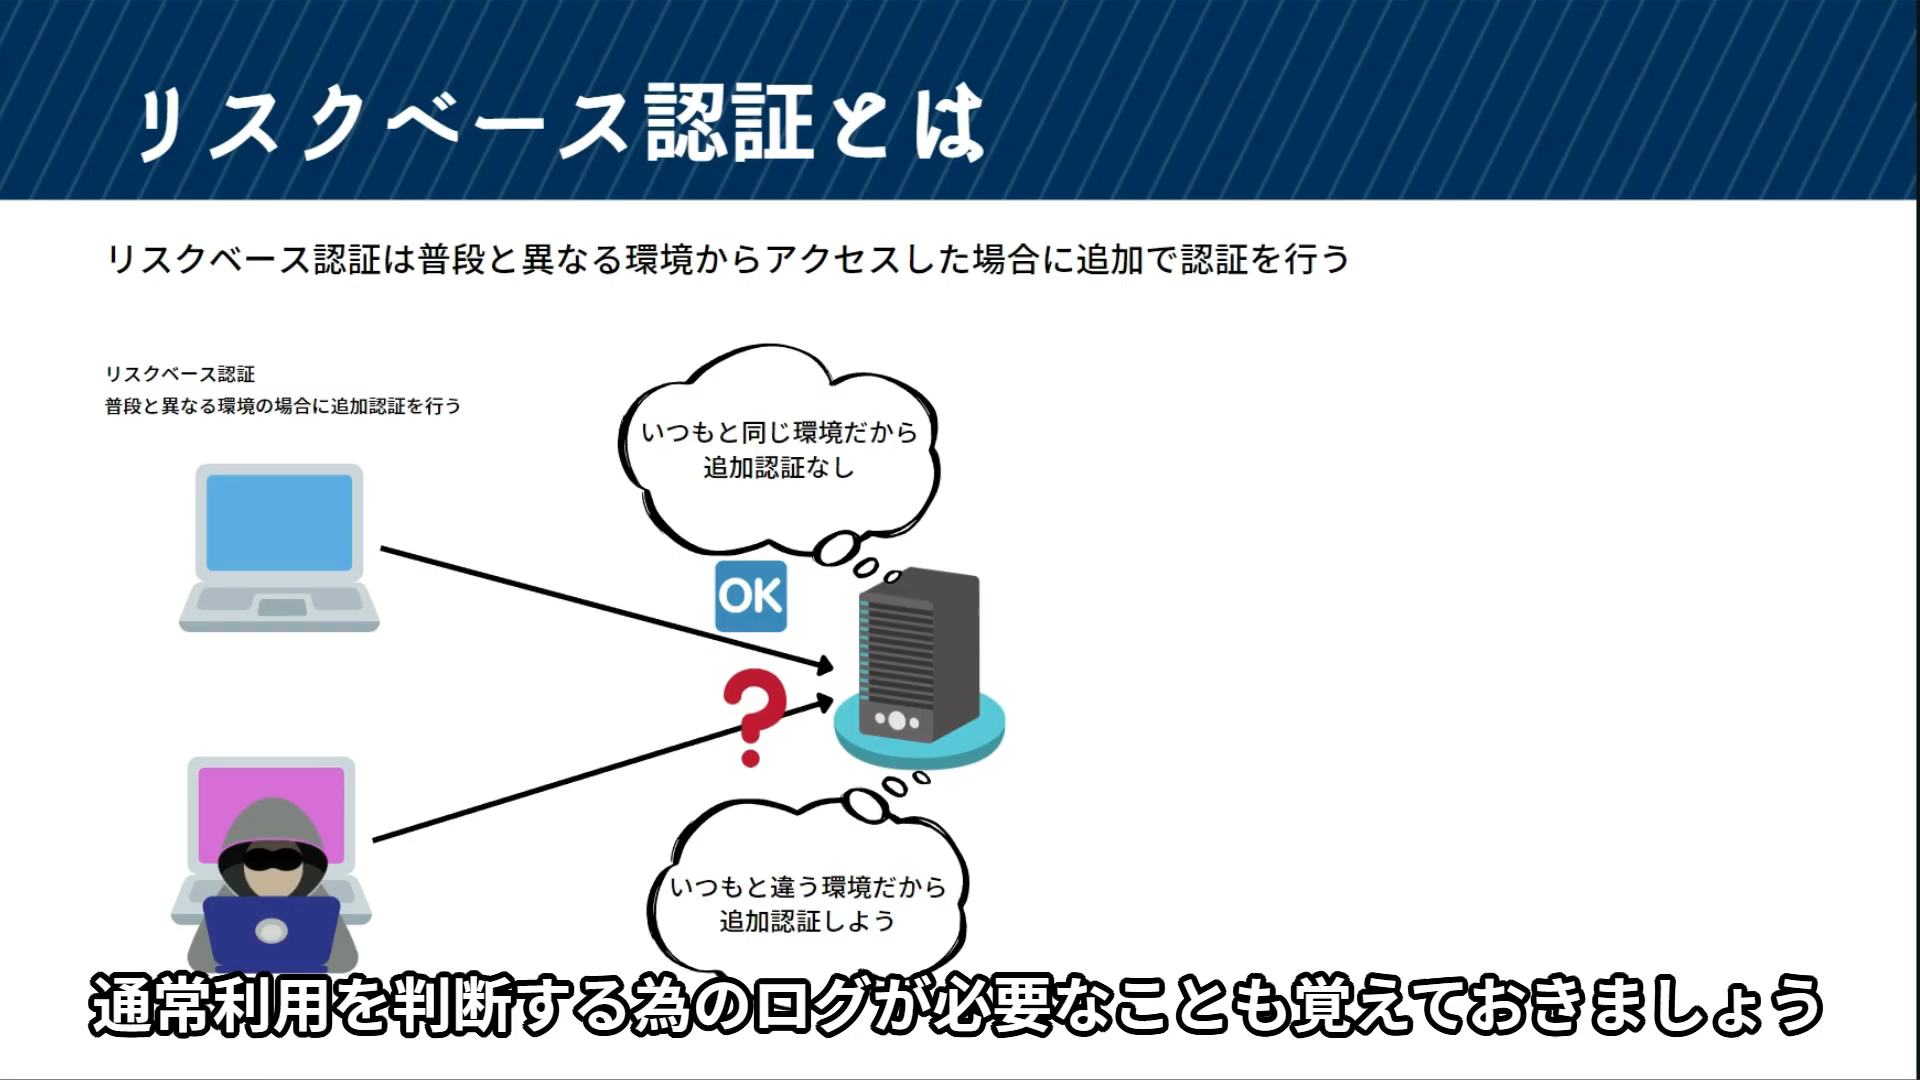 リスクベース認証とは
リスクベース認証は普段と異なる環境からアクセスした場合に追加で認証を行う
リスクベース認証
普段と異なる環境の場合に追加認証を行う
いつもと同じ環境だから
追加認証なし
OK
いつもと違う環境だから
追加認証しよう
通常利用を判断する為のログが必要なことも覚えておきましょう